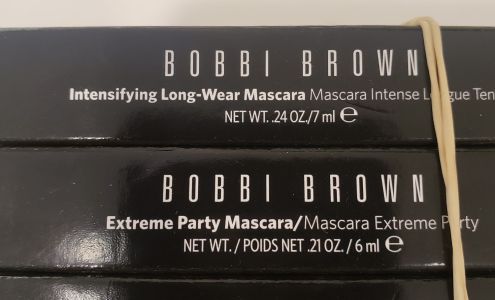 BOBBI BROWN
Intensifying Long-Wear Mascara Mascara Intense Ten
NET WT. .24 OZ./7 ml ℮
BOBBI BROWN
Extreme Party Mascara/Mascara Extreme
NET WT. / POIDS NET .21 OZ. / 6 ml ℮